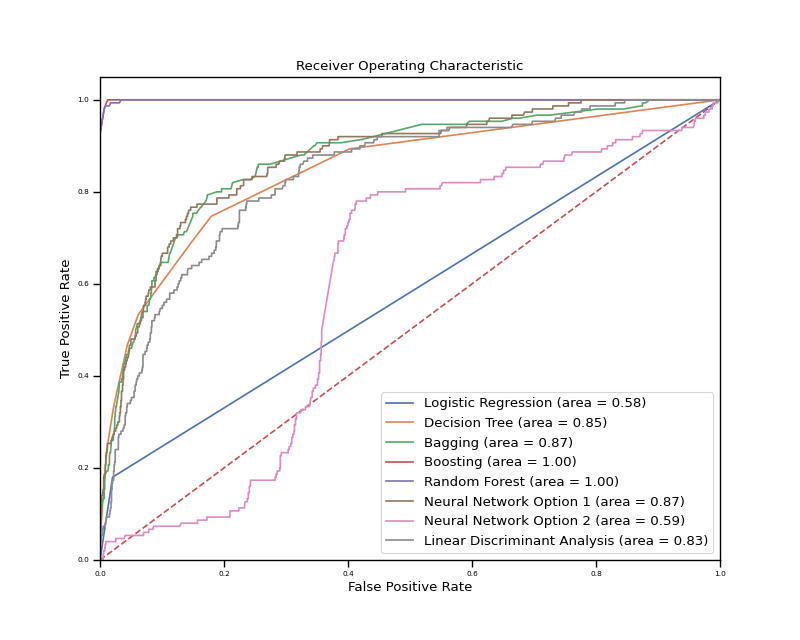 Receiver Operating Characteristic
1.0
0.8
0.6
0.4
0.2
0.0
True Positive Rate
Logistic Regression (area = 0.58)
Decision Tree (area = 0.85)
Bagging (area = 0.87)
Boosting (area = 1.00)
Random Forest (area = 1.00)
Neural Network Option 1 (area = 0.87)
Neural Network Option 2 (area = 0.59)
Linear Discriminant Analysis (area = 0.83)
0.0 0.2 0.4 0.6 0.8 1.0
False Positive Rate